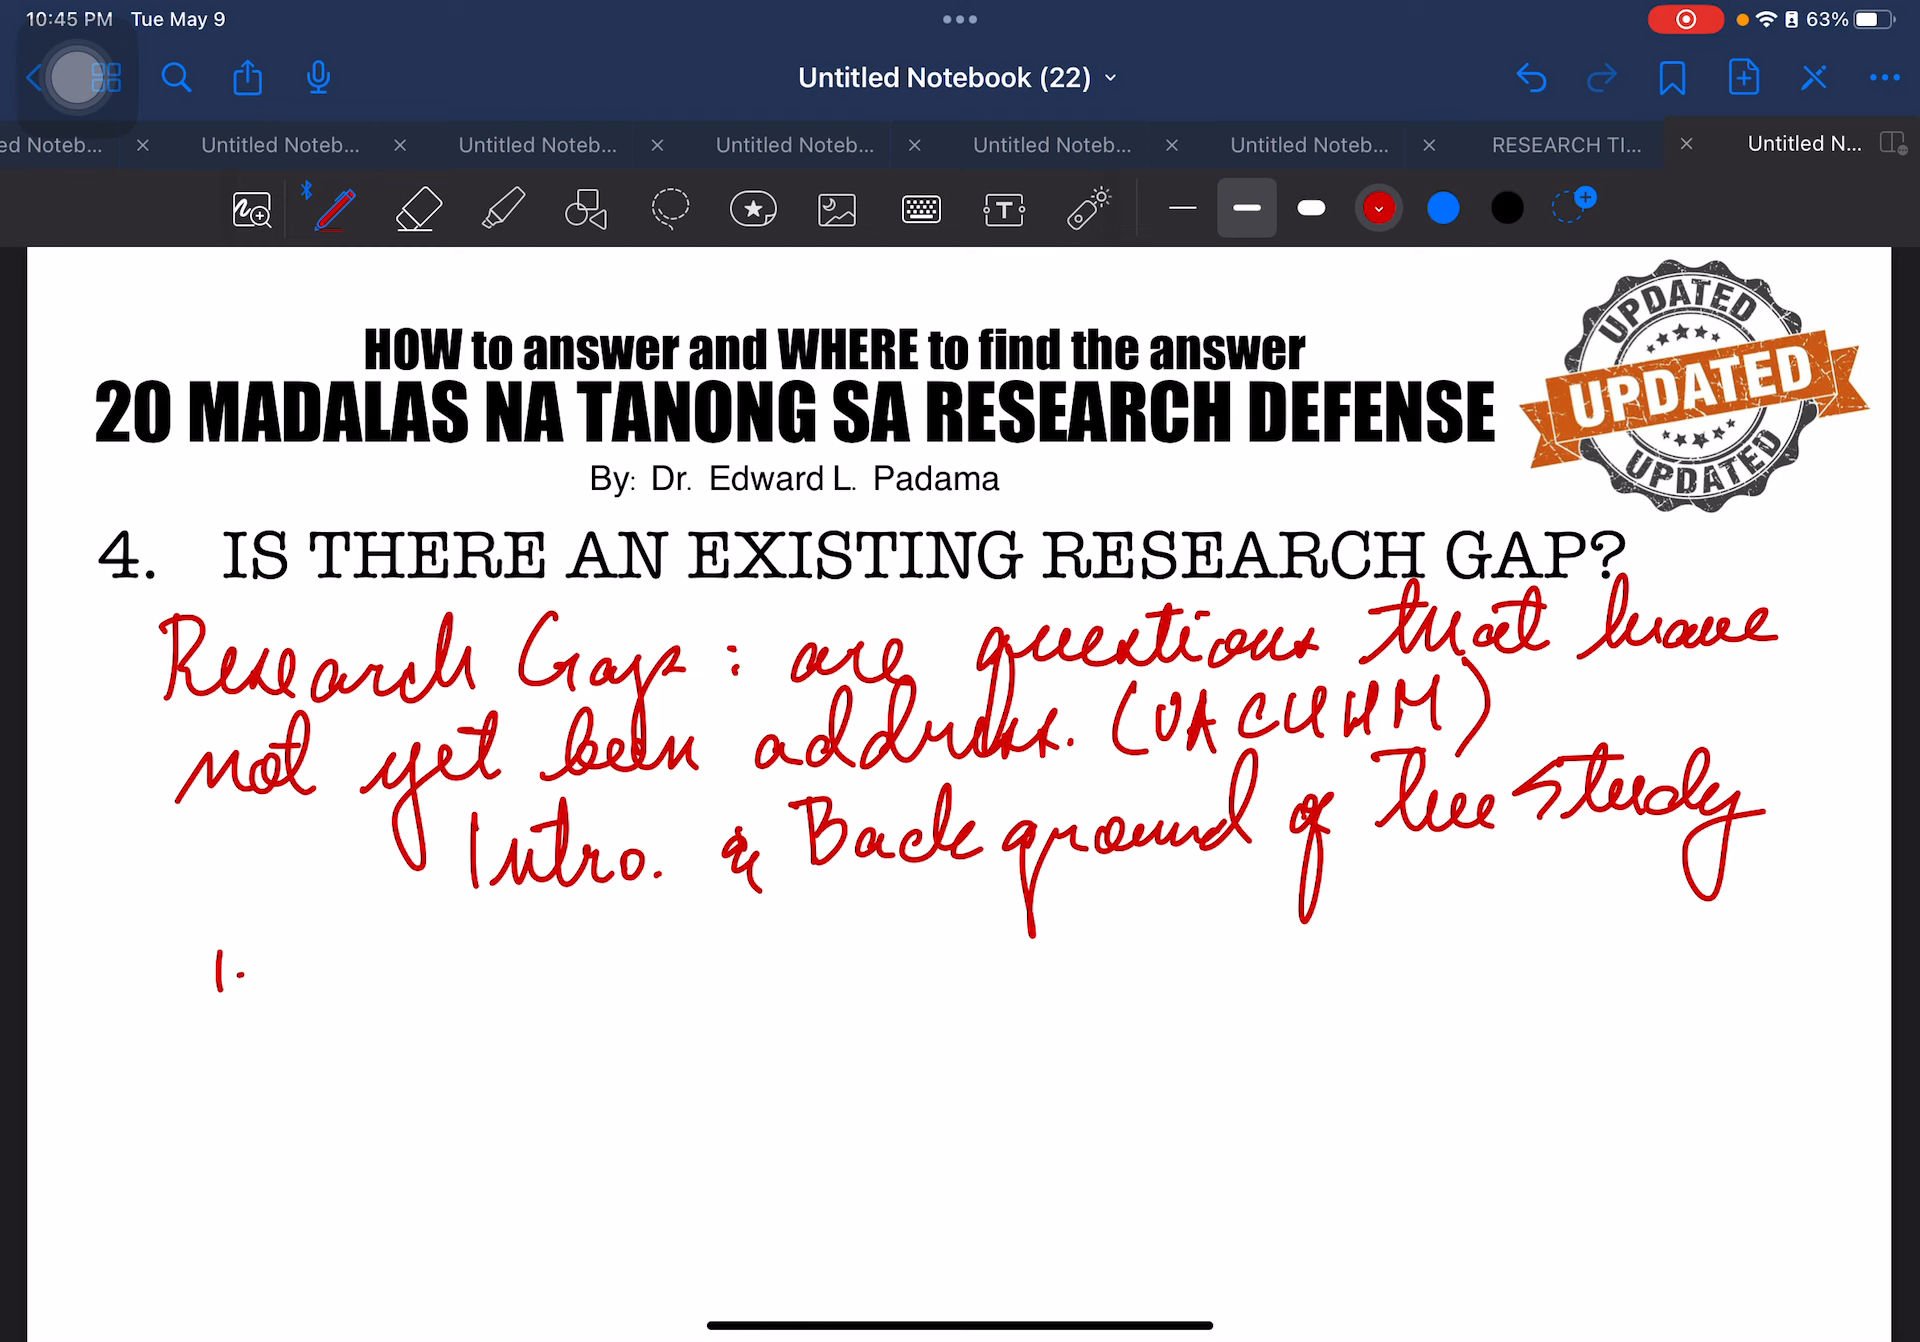 10:45 PM Tue May 9
63%
Untitled Notebook (22)
ed Noteb...
Untitled Noteb...
Untitled Noteb...
Untitled Noteb...
Untitled Noteb...
Untitled Noteb...
RESEARCH TI...
Untitled N...
UPDATED
UPDATED
UPDATED
HOW to answer and WHERE to find the answer
20 MADALAS NA TANONG SA RESEARCH DEFENSE
By: Dr. Edward L. Padama
4. IS THERE AN EXISTING RESEARCH GAP?
Research Gaps : are questions that have
not yet been address. (VACUUM)
Intro. & Background of the Study
1.